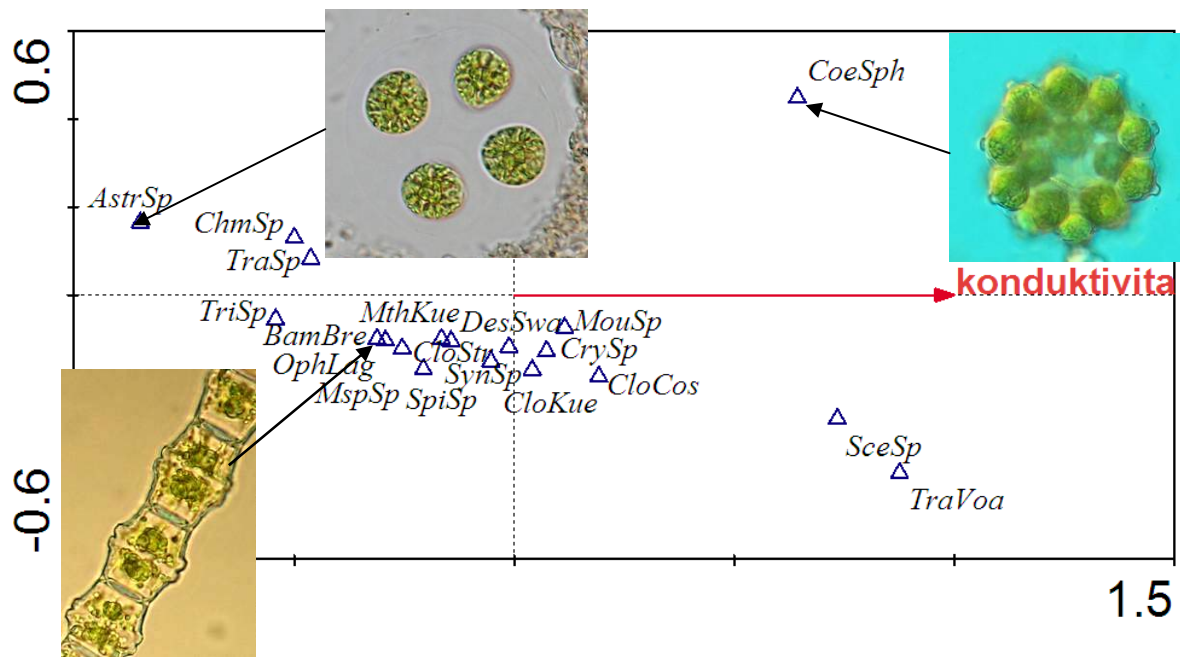 0.6
CoeSph
AstrSp
ChmSp
TraSp
konduktivita
TriSp
MthKue
DesSwa
MouSp
BamBre
CloStr
CrySp
OphLag
SynSp
CloCos
MspSp
SpiSp
CloKue
SceSp
TraVoa
-0.6
1.5